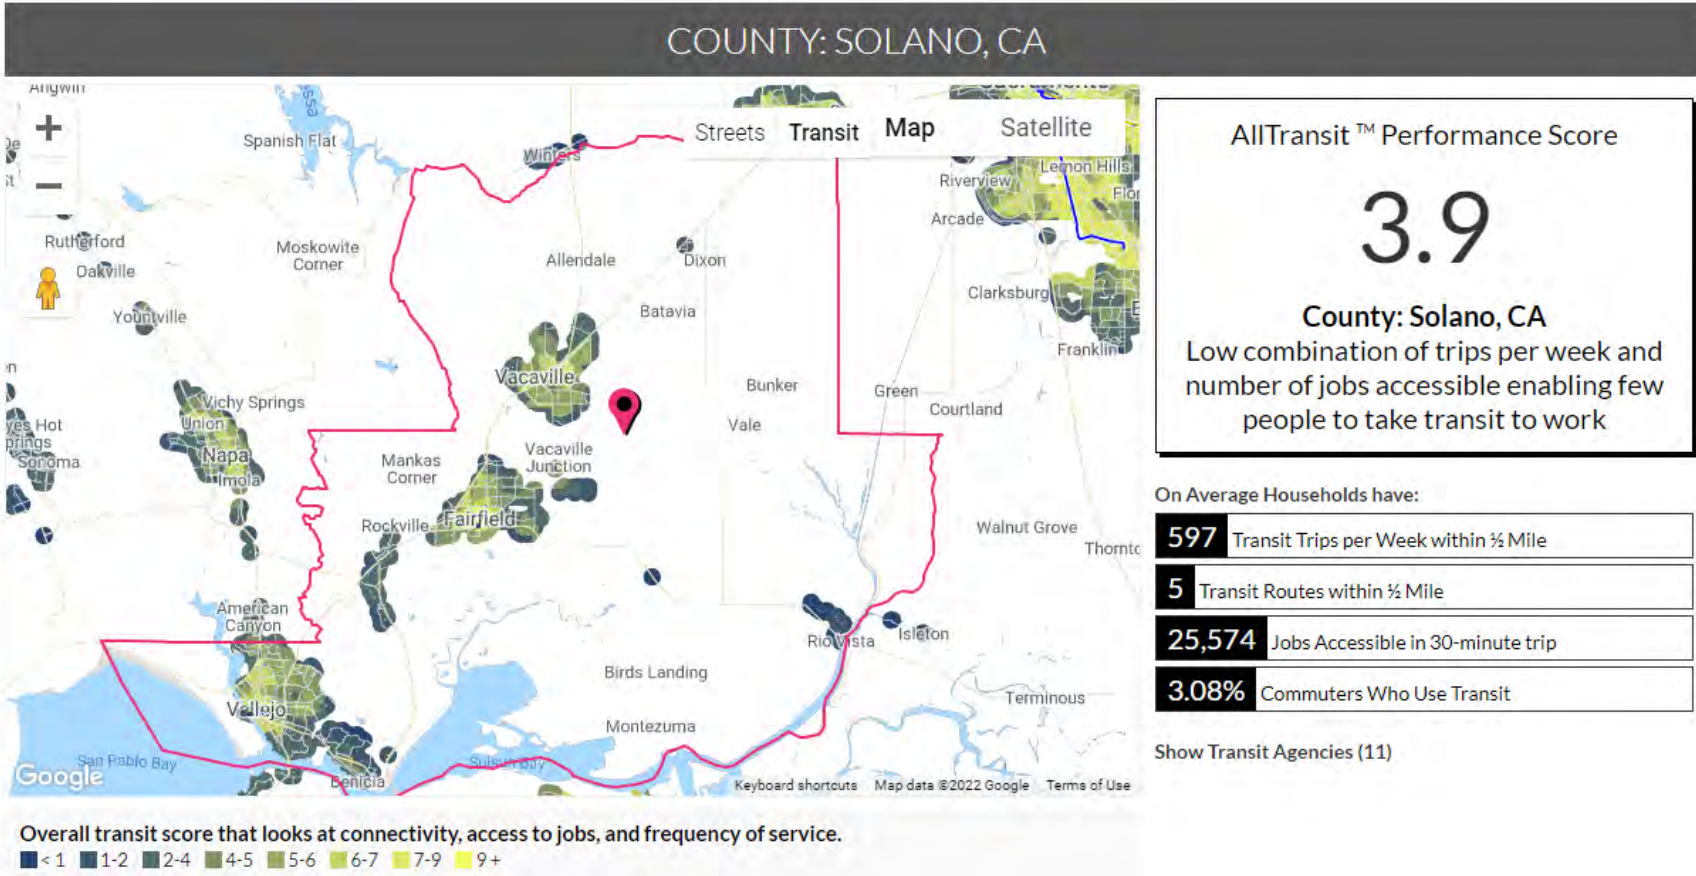 COUNTY: SOLANO, CA
Angwin
Spanish Flat
Winters
Streets Transit Map Satellite
Riverview
Lemon Hills
Arcade
Rutherford
Oakville
Moskowite
Corner
Allendale
Dixon
Clarksburg
Yountville
Batavia
Franklin
Vacaville
Bunker
Green
Vichy Springs
Union
Courtland
Vale
Napa
Imola
Sonoma
Mankas
Corner
Vacaville
Junction
Rockville
Fairfield
Walnut Grove
American
Canyon
Rio Vista
Isleton
Birds Landing
Terminous
Vallejo
Montezuma
San Pablo Bay
Suisun Bay
Benicia
Google
Keyboard shortcuts Map data ©2022 Google Terms of Use
Overall transit score that looks at connectivity, access to jobs, and frequency of service.
< 1 1-2 2-4 4-5 5-6 6-7 7-9 9 +
AllTransit ™ Performance Score
3.9
County: Solano, CA
Low combination of trips per week and
number of jobs accessible enabling few
people to take transit to work
On Average Households have:
597 Transit Trips per Week within ½ Mile
5 Transit Routes within ½ Mile
25,574 Jobs Accessible in 30-minute trip
3.08% Commuters Who Use Transit
Show Transit Agencies (11)